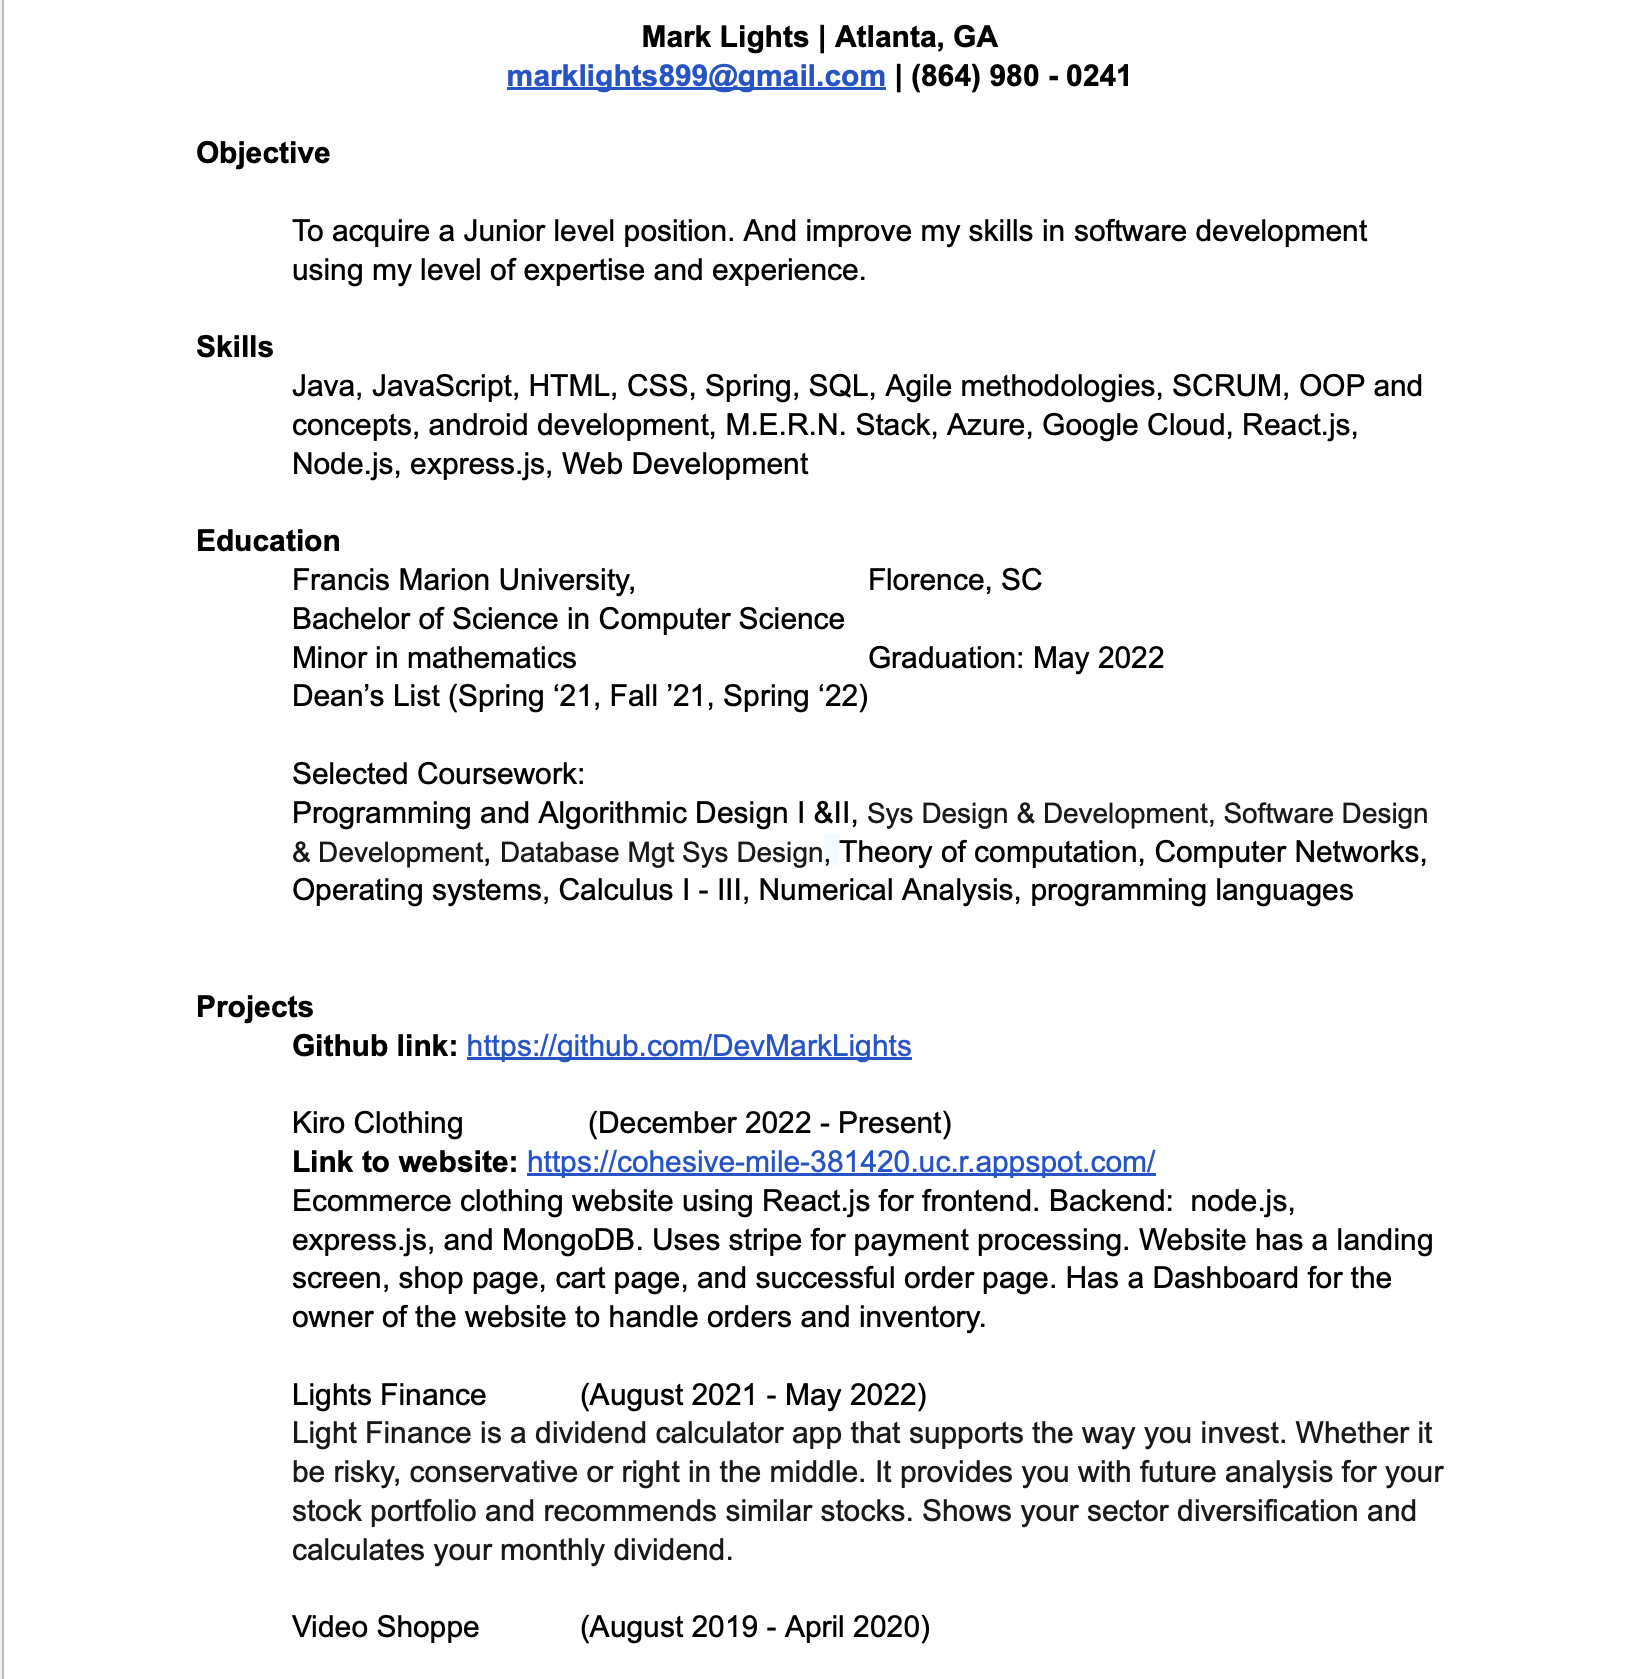 Mark Lights | Atlanta, GA
marklights899@gmail.com | (864) 980 - 0241
Objective
To acquire a Junior level position. And improve my skills in software development
using my level of expertise and experience.
Skills
Java, JavaScript, HTML, CSS, Spring, SQL, Agile methodologies, SCRUM, OOP and
concepts, android development, M.E.R.N. Stack, Azure, Google Cloud, React.js,
Node.js, express.js, Web Development
Education
Francis Marion University, Florence, SC
Bachelor of Science in Computer Science
Minor in mathematics Graduation: May 2022
Dean’s List (Spring ‘21, Fall ’21, Spring ‘22)
Selected Coursework:
Programming and Algorithmic Design I &II, Sys Design & Development, Software Design
& Development, Database Mgt Sys Design, Theory of computation, Computer Networks,
Operating systems, Calculus I - III, Numerical Analysis, programming languages
Projects
Github link: https://github.com/DevMarkLights
Kiro Clothing (December 2022 - Present)
Link to website: https://cohesive-mile-381420.uc.r.appspot.com/
Ecommerce clothing website using React.js for frontend. Backend:  node.js,
express.js, and MongoDB. Uses stripe for payment processing. Website has a landing
screen, shop page, cart page, and successful order page. Has a Dashboard for the
owner of the website to handle orders and inventory.
Lights Finance (August 2021 - May 2022)
Light Finance is a dividend calculator app that supports the way you invest. Whether it
be risky, conservative or right in the middle. It provides you with future analysis for your
stock portfolio and recommends similar stocks. Shows your sector diversification and
calculates your monthly dividend.
Video Shoppe (August 2019 - April 2020)